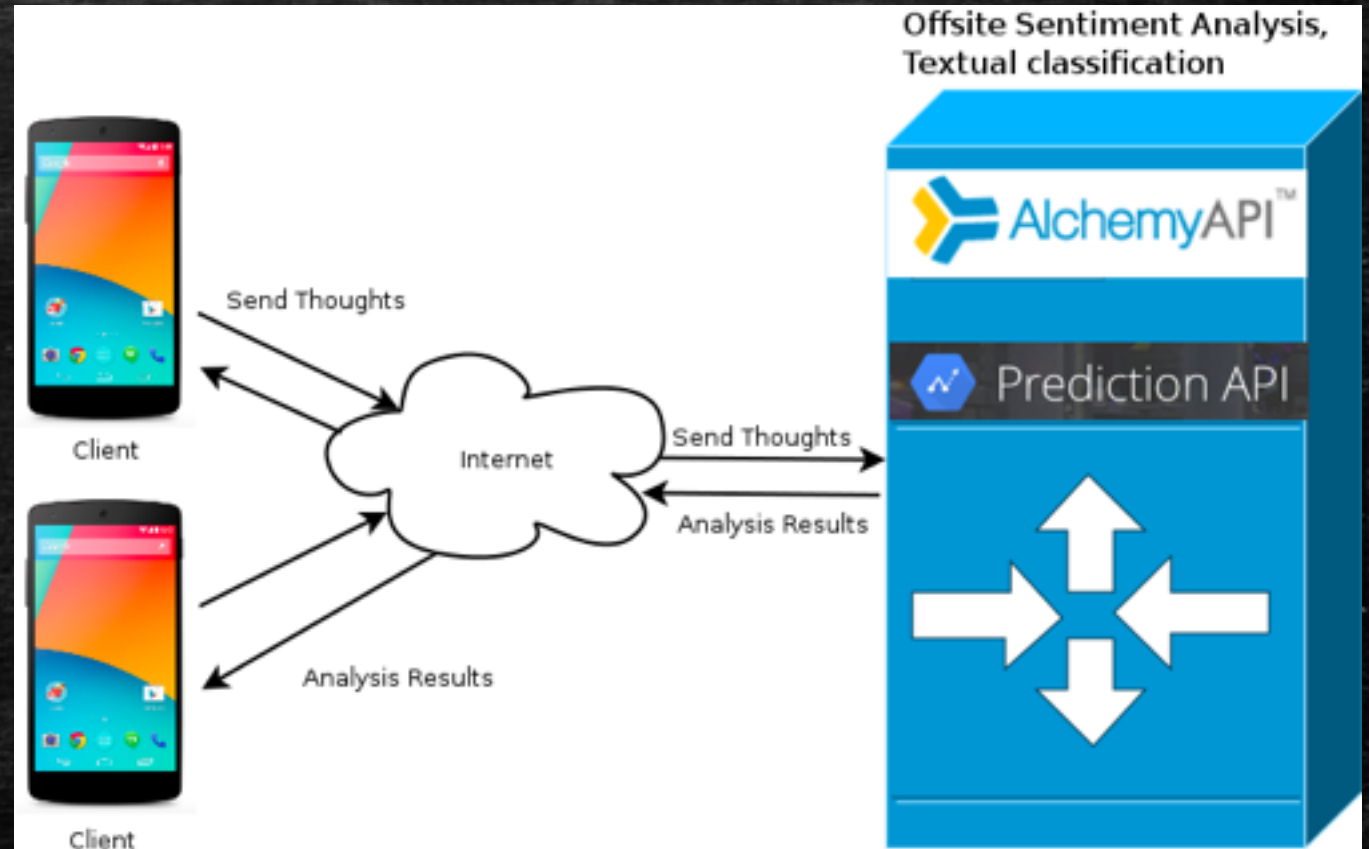 Offsite Sentiment Analysis,
Textual classification
AlchemyAPI™
Send Thoughts
Prediction API
Client
Internet
Send Thoughts
Analysis Results
Analysis Results
Client